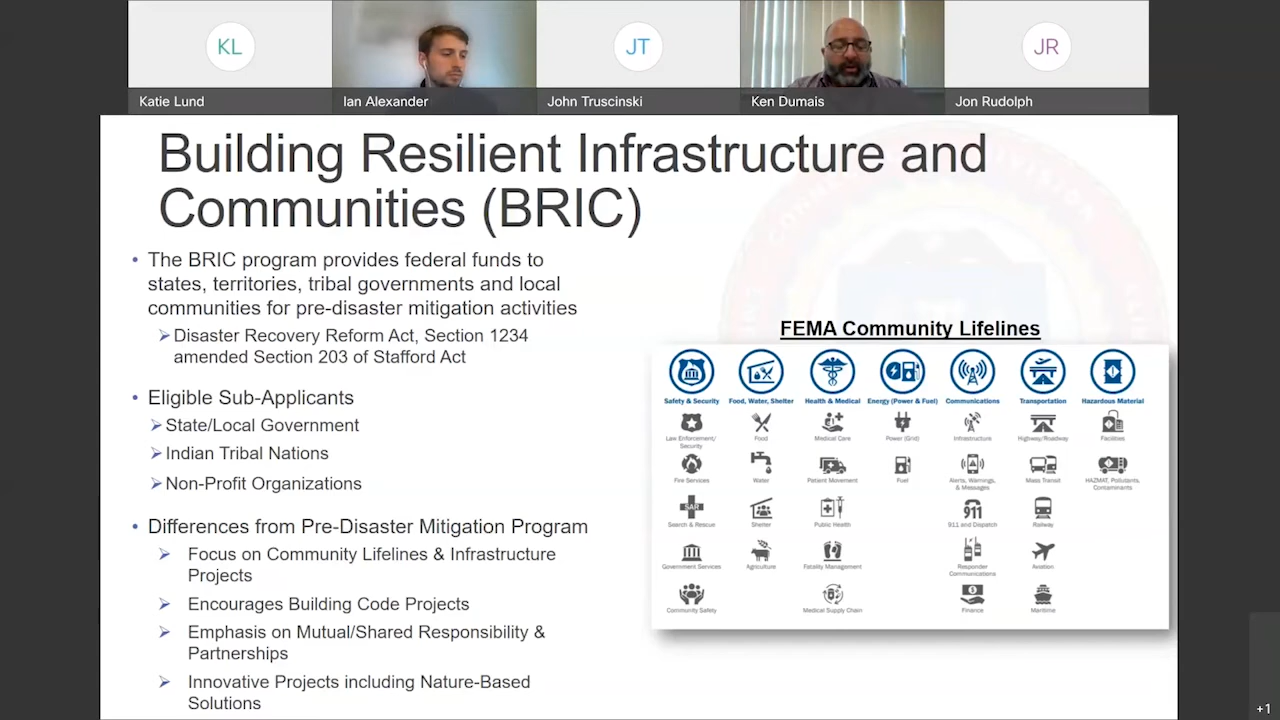 KL
JT
JR
Katie Lund
Ian Alexander
John Truscinski
Ken Dumais
Jon Rudolph
Building Resilient Infrastructure and
Communities (BRIC)
• The BRIC program provides federal funds to
states, territories, tribal governments and local
communities for pre-disaster mitigation activities
Disaster Recovery Reform Act, Section 1234
amended Section 203 of Stafford Act
• Eligible Sub-Applicants
State/Local Government
Indian Tribal Nations
Non-Profit Organizations
• Differences from Pre-Disaster Mitigation Program
Focus on Community Lifelines & Infrastructure
Projects
Encourages Building Code Projects
Emphasis on Mutual/Shared Responsibility &
Partnerships
Innovative Projects including Nature-Based
Solutions
FEMA Community Lifelines
Safety & Security
Food, Water, Shelter
Health & Medical
Energy (Power & Fuel)
Communications
Transportation
Hazardous Material
Law Enforcement/
Security
Food
Medical Care
Power (Grid)
Infrastructure
Highway/Roadway
Facilities
Fire Services
Water
Patient Movement
Fuel
Alerts, Warnings,
& Messages
Mass Transit
HAZMAT, Pollutants,
Contaminants
SAR
911
Search & Rescue
Shelter
Public Health
911 and Dispatch
Railway
Government Services
Agriculture
Fatality Management
Responder
Communications
Aviation
Community Safety
Medical Supply Chain
Finance
Maritime
+1